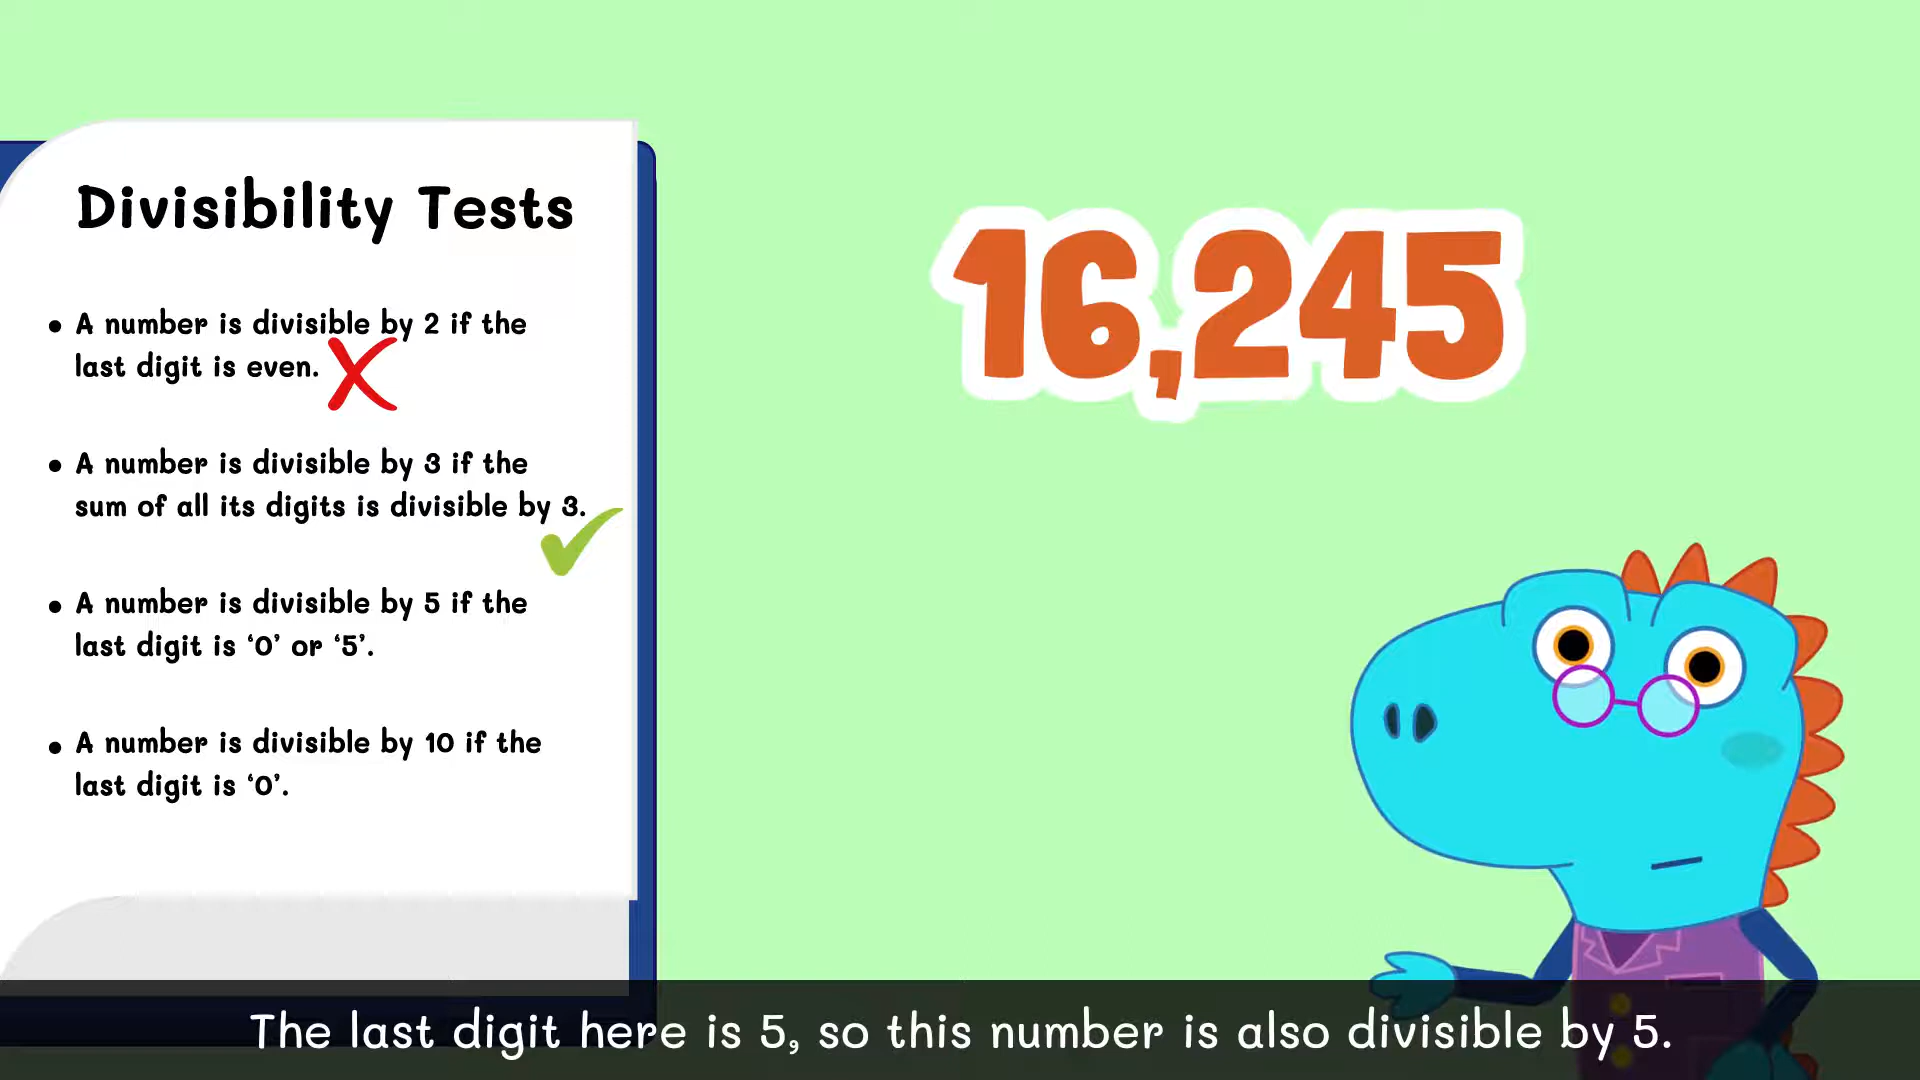 Divisibility Tests
• A number is divisible by 2 if the
last digit is even.
• A number is divisible by 3 if the
sum of all its digits is divisible by 3.
• A number is divisible by 5 if the
last digit is ‘0’ or ‘5’.
• A number is divisible by 10 if the
last digit is ‘0’.
16,245
The last digit here is 5, so this number is also divisible by 5.